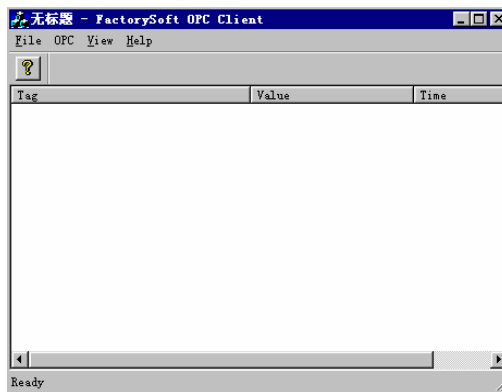 无标题 - FactorySoft OPC Client
File OPC View Help
Tag Value Time
Ready